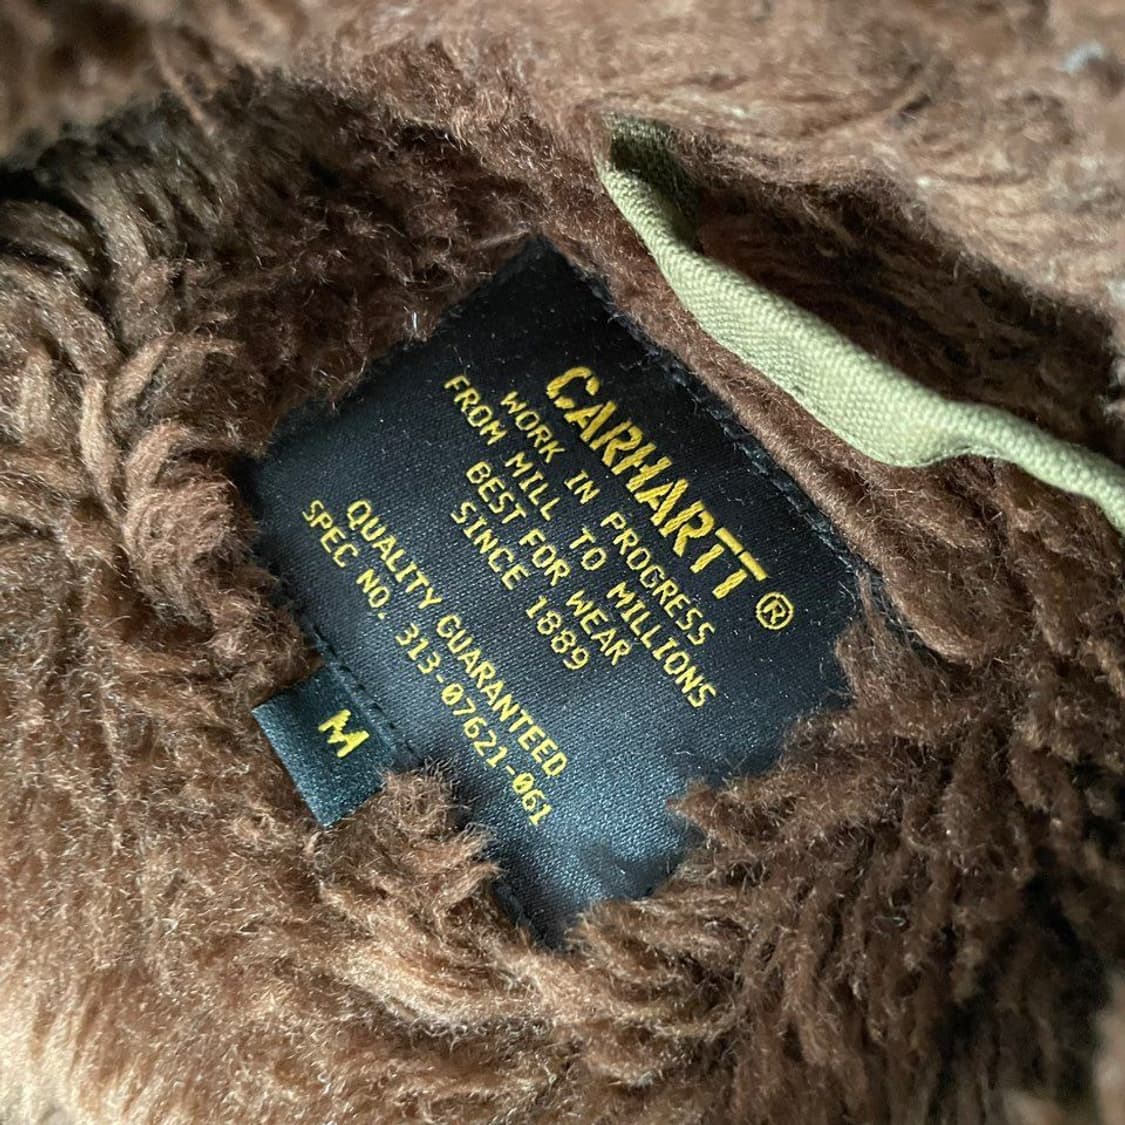 CARHARTT ®
WORK IN PROGRESS
FROM MILL TO MILLIONS
BEST FOR WEAR
SINCE 1889
QUALITY GUARANTEED
SPEC NO. 313-07621-061
M